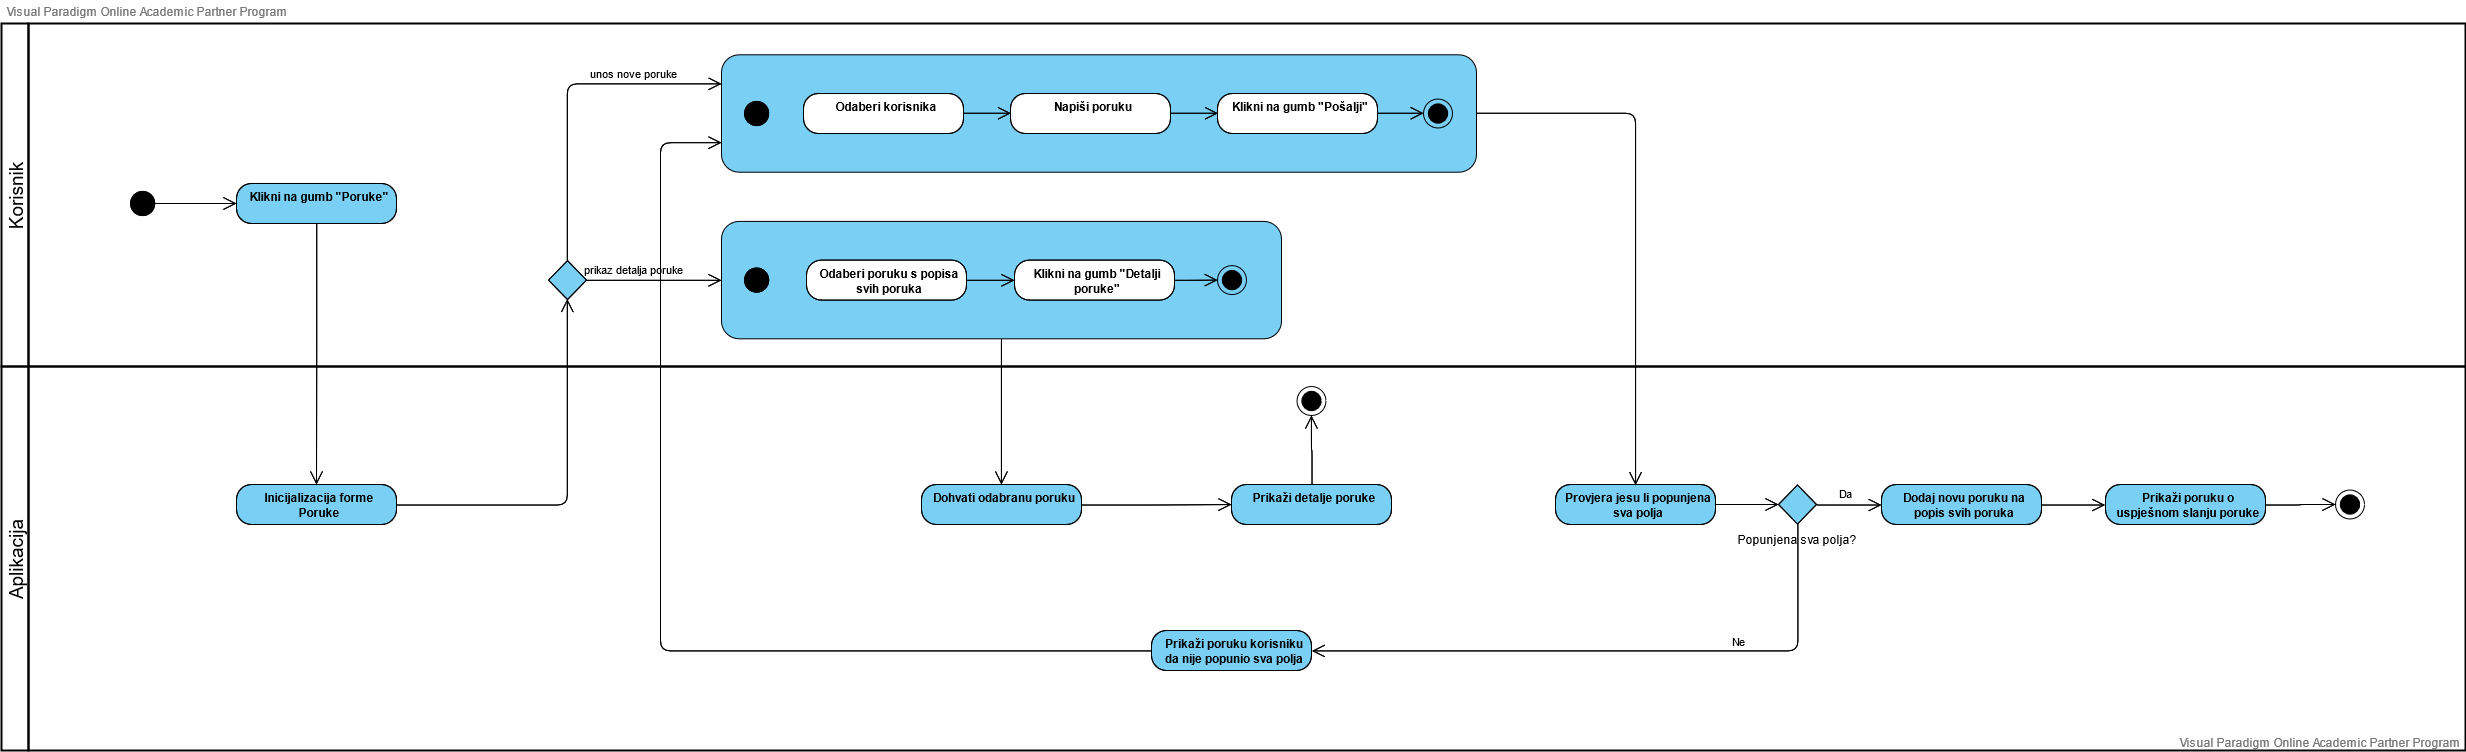 Visual Paradigm Online Academic Partner Program
Korisnik
unos nove poruke
Odaberi korisnika
Napiši poruku
Klikni na gumb "Pošalji"
Klikni na gumb "Poruke"
prikaz detalja poruke
Odaberi poruku s popisa
svih poruka
Klikni na gumb "Detalji
poruke"
Aplikacija
Inicijalizacija forme
Poruke
Dohvati odabranu poruku
Prikaži detalje poruke
Provjera jesu li popunjena
sva polja
Da
Popunjena sva polja?
Dodaj novu poruku na
popis svih poruka
Prikaži poruku o
uspješnom slanju poruke
Ne
Prikaži poruku korisniku
da nije popunio sva polja
Visual Paradigm Online Academic Partner Program